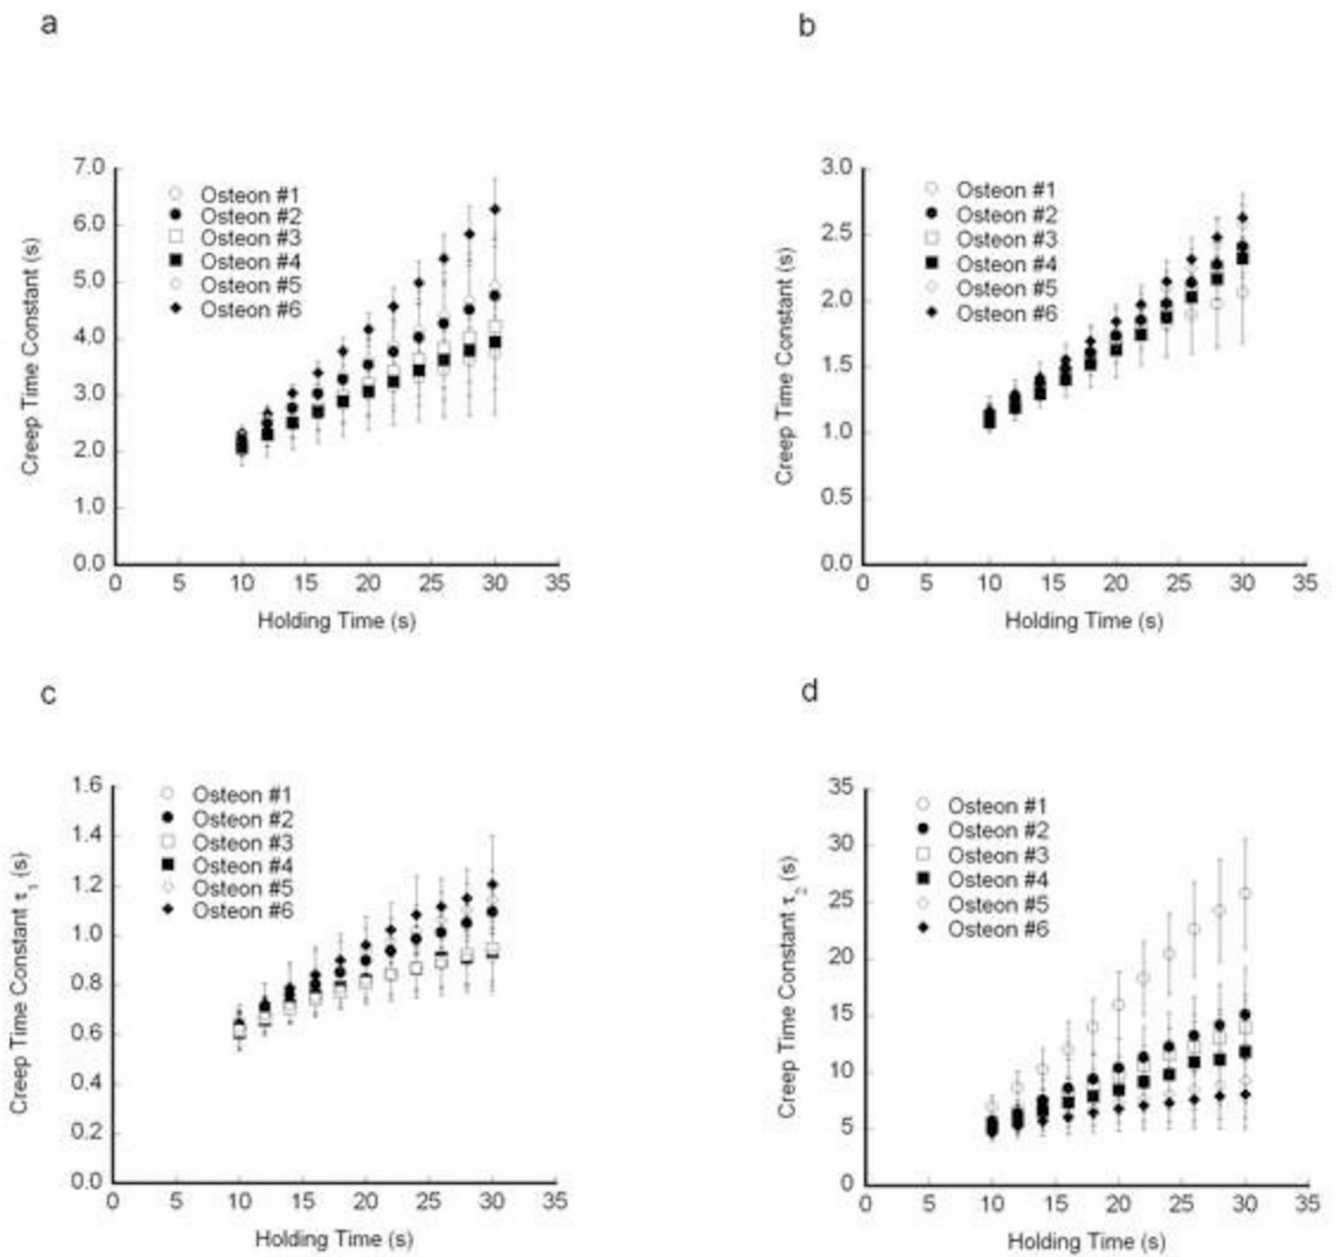 a
7.0
6.0
5.0
4.0
3.0
2.0
1.0
0.0
0 5 10 15 20 25 30 35
Creep Time Constant (s)
Holding Time (s)
Osteon #1
Osteon #2
Osteon #3
Osteon #4
Osteon #5
Osteon #6
b
3.0
2.5
2.0
1.5
1.0
0.5
0.0
0 5 10 15 20 25 30 35
Creep Time Constant (s)
Holding Time (s)
Osteon #1
Osteon #2
Osteon #3
Osteon #4
Osteon #5
Osteon #6
c
1.6
1.4
1.2
1.0
0.8
0.6
0.4
0.2
0.0
0 5 10 15 20 25 30 35
Creep Time Constant τ₁ (s)
Holding Time (s)
Osteon #1
Osteon #2
Osteon #3
Osteon #4
Osteon #5
Osteon #6
d
35
30
25
20
15
10
5
0
0 5 10 15 20 25 30 35
Creep Time Constant τ₂ (s)
Holding Time (s)
Osteon #1
Osteon #2
Osteon #3
Osteon #4
Osteon #5
Osteon #6